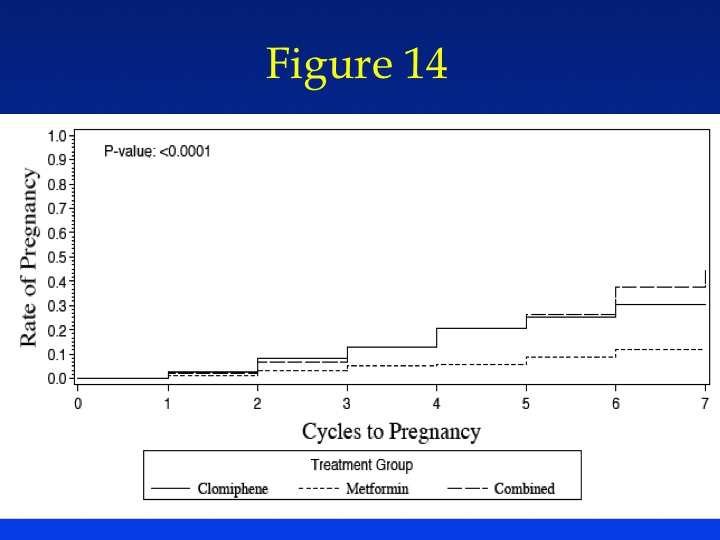 Figure 14
P-value: <0.0001
Rate of Pregnancy
1.0
0.9
0.8
0.7
0.6
0.5
0.4
0.3
0.2
0.1
0.0
0 1 2 3 4 5 6 7
Cycles to Pregnancy
Treatment Group
Clomiphene Metformin Combined